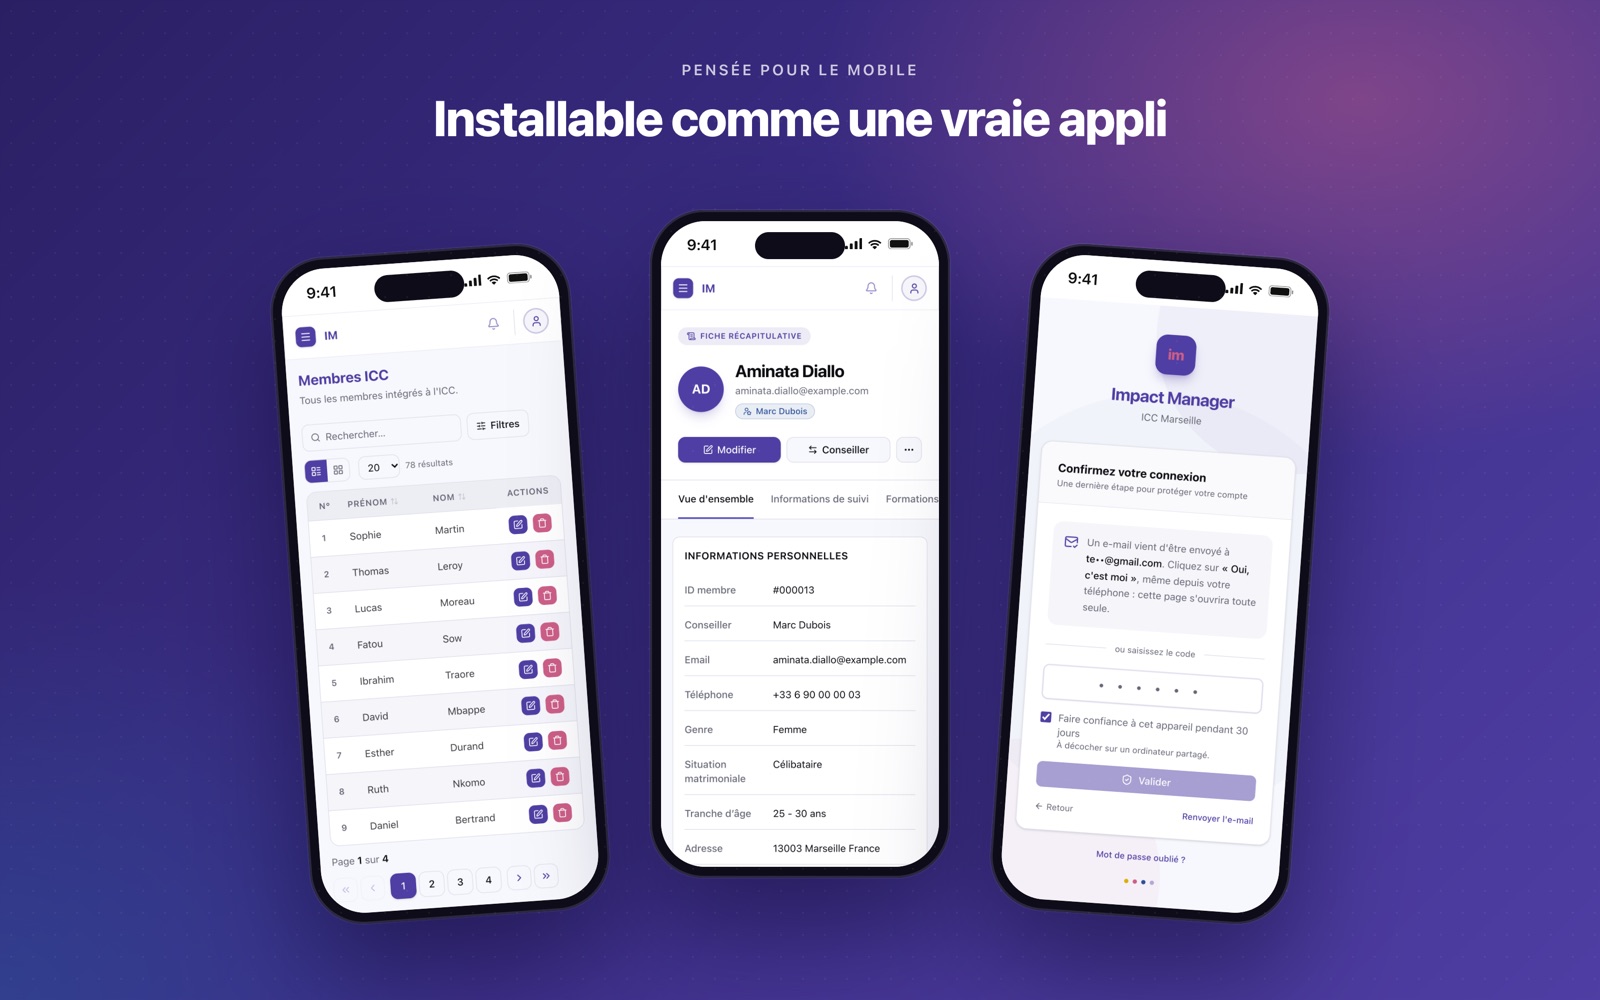 PENSÉE POUR LE MOBILE
Installable comme une vraie appli
9:41
IM
Membres ICC
Tous les membres intégrés à l'ICC.
Rechercher...
Filtres
20
78 résultats
N° PRÉNOM NOM ACTIONS
1 Sophie Martin
2 Thomas Leroy
3 Lucas Moreau
4 Fatou Sow
5 Ibrahim Traore
6 David Mbappe
7 Esther Durand
8 Ruth Nkomo
9 Daniel Bertrand
Page 1 sur 4
« ‹ 1 2 3 4 › »
9:41
IM
FICHE RÉCAPITULATIVE
AD
Aminata Diallo
aminata.diallo@example.com
Marc Dubois
Modifier
Conseiller
Vue d'ensemble Informations de suivi Formations
INFORMATIONS PERSONNELLES
ID membre #000013
Conseiller Marc Dubois
Email aminata.diallo@example.com
Téléphone +33 6 90 00 00 03
Genre Femme
Situation
matrimoniale
Célibataire
Tranche d'âge 25 - 30 ans
Adresse 13003 Marseille France
9:41
im
Impact Manager
ICC Marseille
Confirmez votre connexion
Une dernière étape pour protéger votre compte
Un e-mail vient d'être envoyé à
te••@gmail.com. Cliquez sur « Oui,
c'est moi », même depuis votre
téléphone : cette page s'ouvrira toute
seule.
ou saisissez le code
• • • • • •
Faire confiance à cet appareil pendant 30
jours
À décocher sur un ordinateur partagé.
Valider
← Retour
Renvoyer l'e-mail
Mot de passe oublié ?